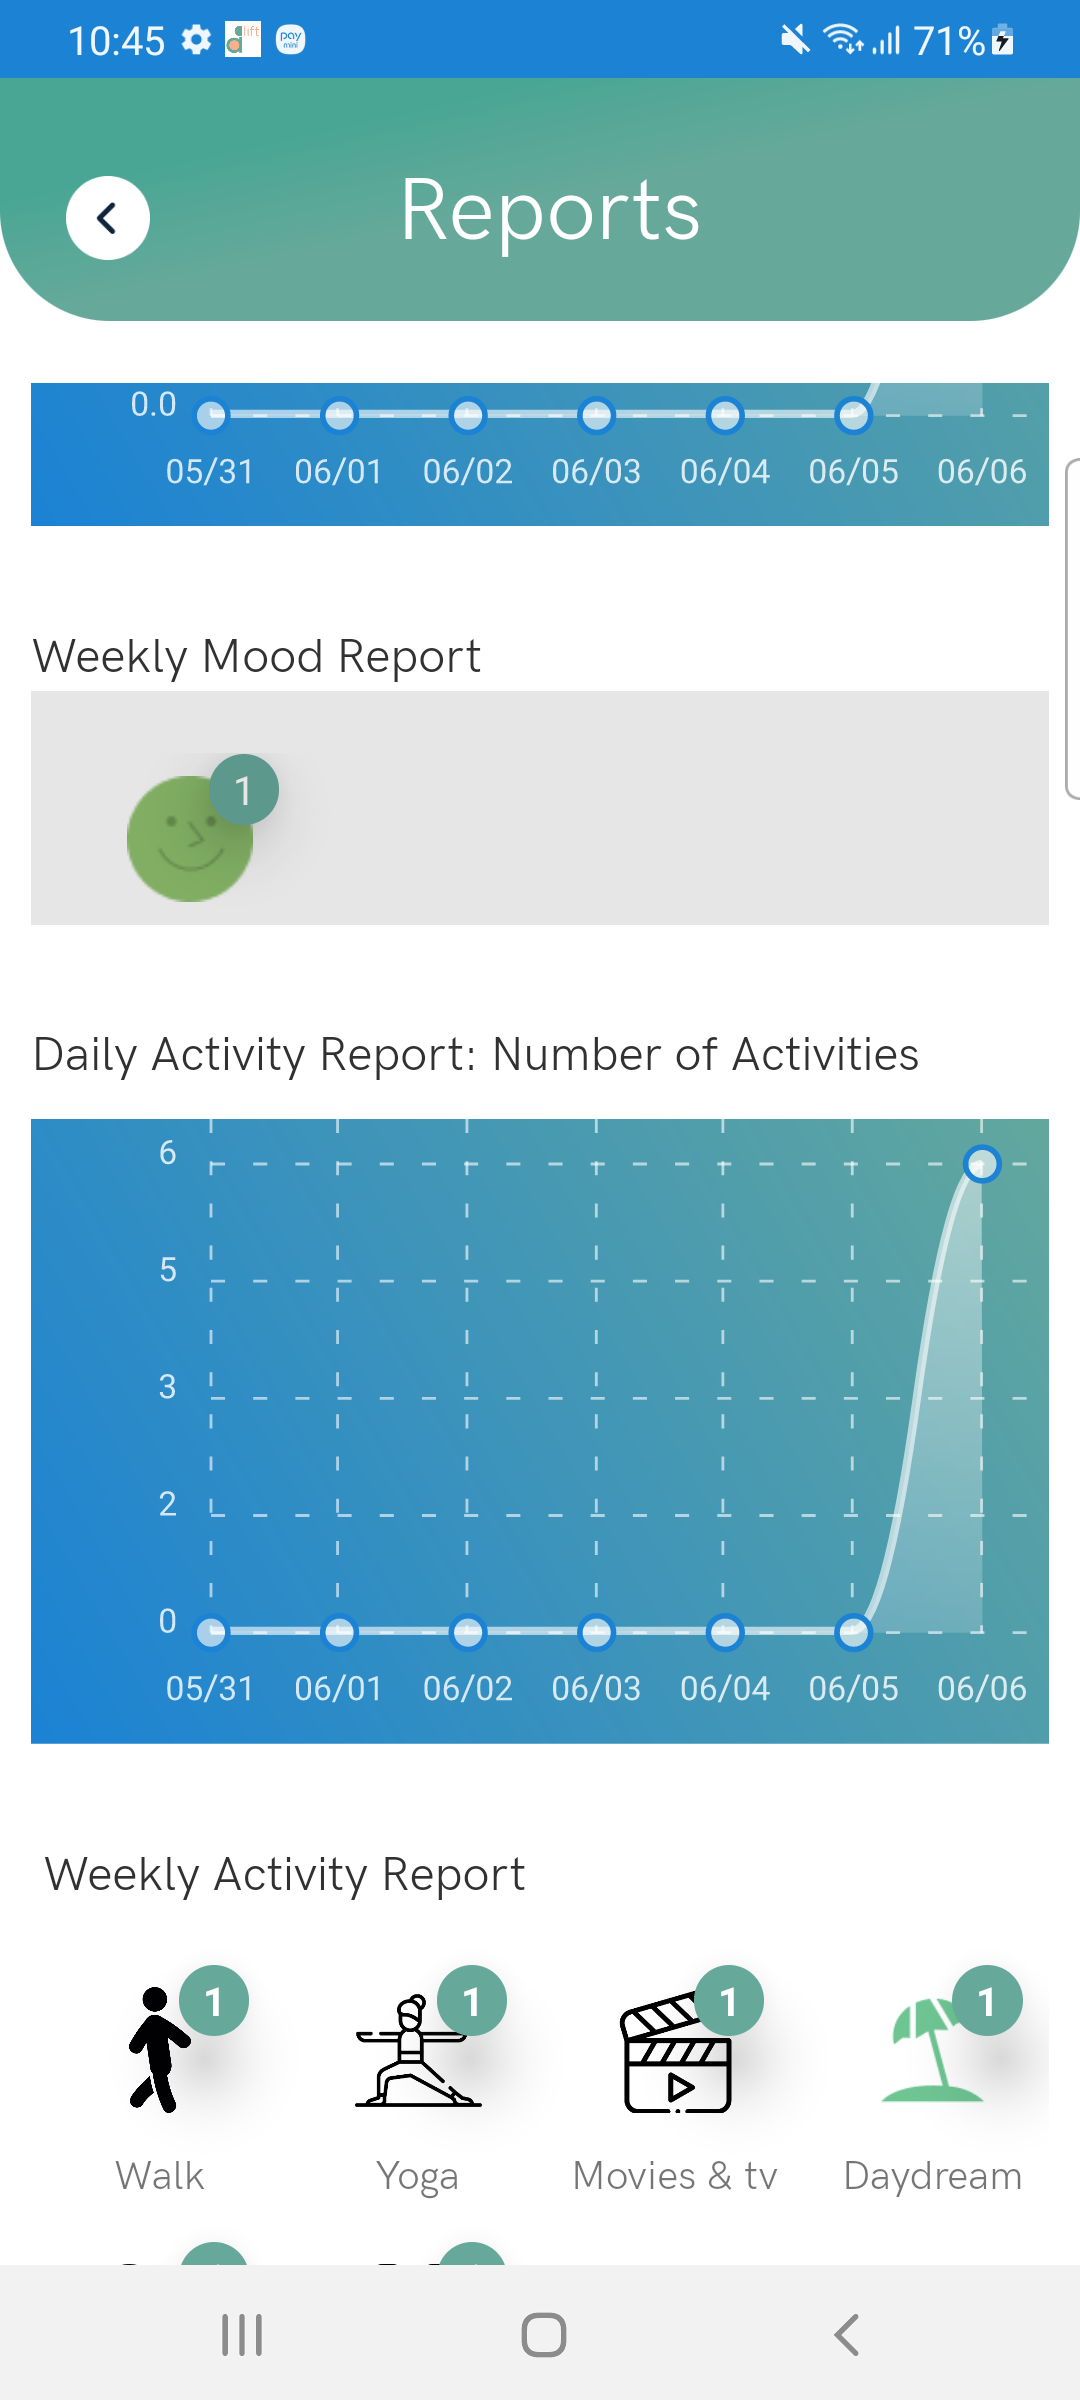 10:45 lift pay mini 71%
Reports
0.0
05/31 06/01 06/02 06/03 06/04 06/05 06/06
Weekly Mood Report
1
Daily Activity Report: Number of Activities
6
5
3
2
0
05/31 06/01 06/02 06/03 06/04 06/05 06/06
Weekly Activity Report
1 1 1 1
Walk Yoga Movies & tv Daydream